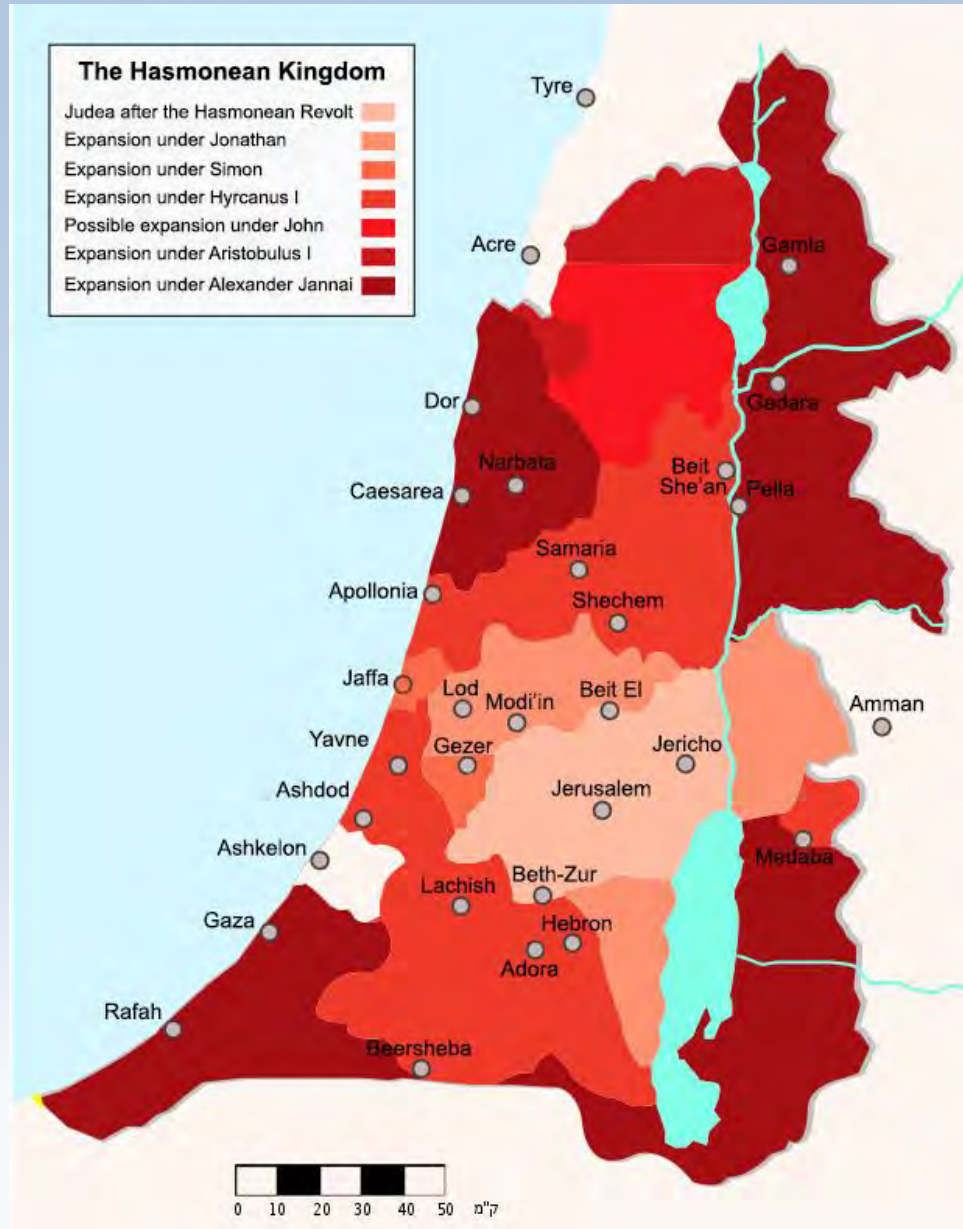 The Hasmonean Kingdom
Judea after the Hasmonean Revolt
Expansion under Jonathan
Expansion under Simon
Expansion under Hyrcanus I
Possible expansion under John
Expansion under Aristobulus I
Expansion under Alexander Jannai
Tyre
Acre
Gamla
Dor
Gadara
Narbata
Beit
She'an
Caesarea
Pella
Samaria
Apollonia
Shechem
Jaffa
Lod
Modi'in
Beit El
Amman
Yavne
Gezer
Jericho
Ashdod
Jerusalem
Ashkelon
Medaba
Lachish
Beth-Zur
Gaza
Hebron
Adora
Rafah
Beersheba
0 10 20 30 40 50 ק"מ